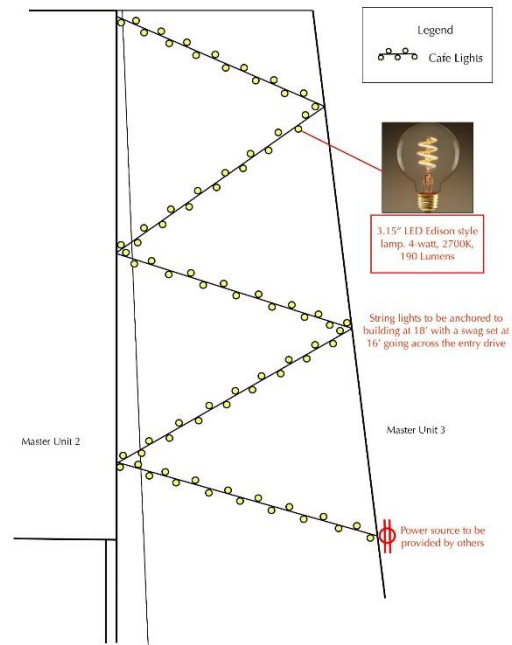 Legend
Cafe Lights
3.15" LED Edison style
lamp. 4-watt, 2700K,
190 Lumens
String lights to be anchored to
building at 18' with a swag set at
16' going across the entry drive
Master Unit 2
Master Unit 3
Power source to be
provided by others